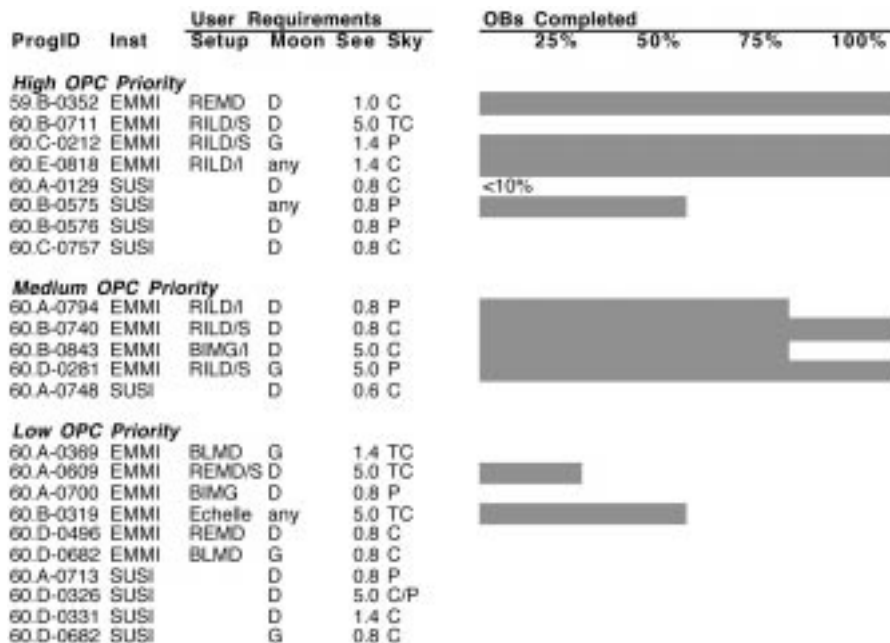 User Requirements OBs Completed
ProgID Inst Setup Moon See Sky 25% 50% 75% 100%
High OPC Priority
59.B-0352 EMMI REMD D 1.0 C
60.B-0711 EMMI RILD/S D 5.0 TC
60.C-0212 EMMI RILD/S G 1.4 P
60.E-0818 EMMI RILD/I any 1.4 C
60.A-0129 SUSI D 0.8 C <10%
60.B-0575 SUSI any 0.8 P
60.B-0576 SUSI D 0.8 P
60.C-0757 SUSI D 0.8 C
Medium OPC Priority
60.A-0794 EMMI RILD/I D 0.8 P
60.B-0740 EMMI RILD/S D 0.8 C
60.B-0843 EMMI BIMG/I D 5.0 C
60.D-0281 EMMI RILD/S G 5.0 P
60.A-0748 SUSI D 0.6 C
Low OPC Priority
60.A-0369 EMMI BLMD G 1.4 TC
60.A-0609 EMMI REMD/S D 5.0 TC
60.A-0700 EMMI BIMG D 0.8 P
60.B-0319 EMMI Echelle any 5.0 TC
60.D-0496 EMMI REMD D 0.8 C
60.D-0682 EMMI BLMD G 0.8 C
60.A-0713 SUSI D 0.8 P
60.D-0326 SUSI D 5.0 C/P
60.D-0331 SUSI D 1.4 C
60.D-0682 SUSI G 0.8 C